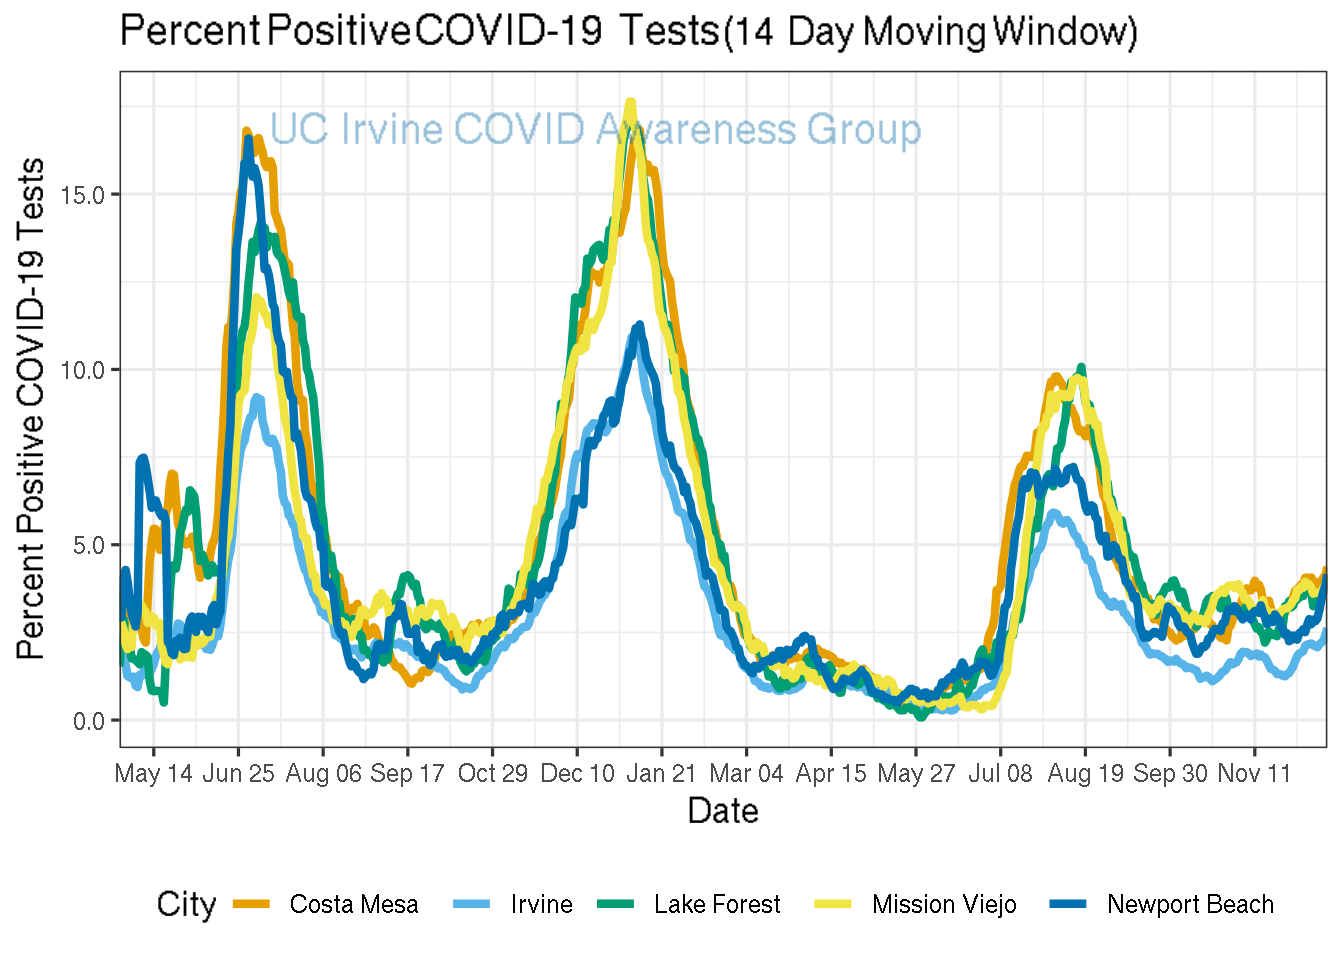 Percent Positive COVID-19 Tests (14 Day Moving Window)
UC Irvine COVID Awareness Group
Percent Positive COVID-19 Tests
15.0
10.0
5.0
0.0
May 14 Jun 25 Aug 06 Sep 17 Oct 29 Dec 10 Jan 21 Mar 04 Apr 15 May 27 Jul 08 Aug 19 Sep 30 Nov 11
Date
City Costa Mesa Irvine Lake Forest Mission Viejo Newport Beach